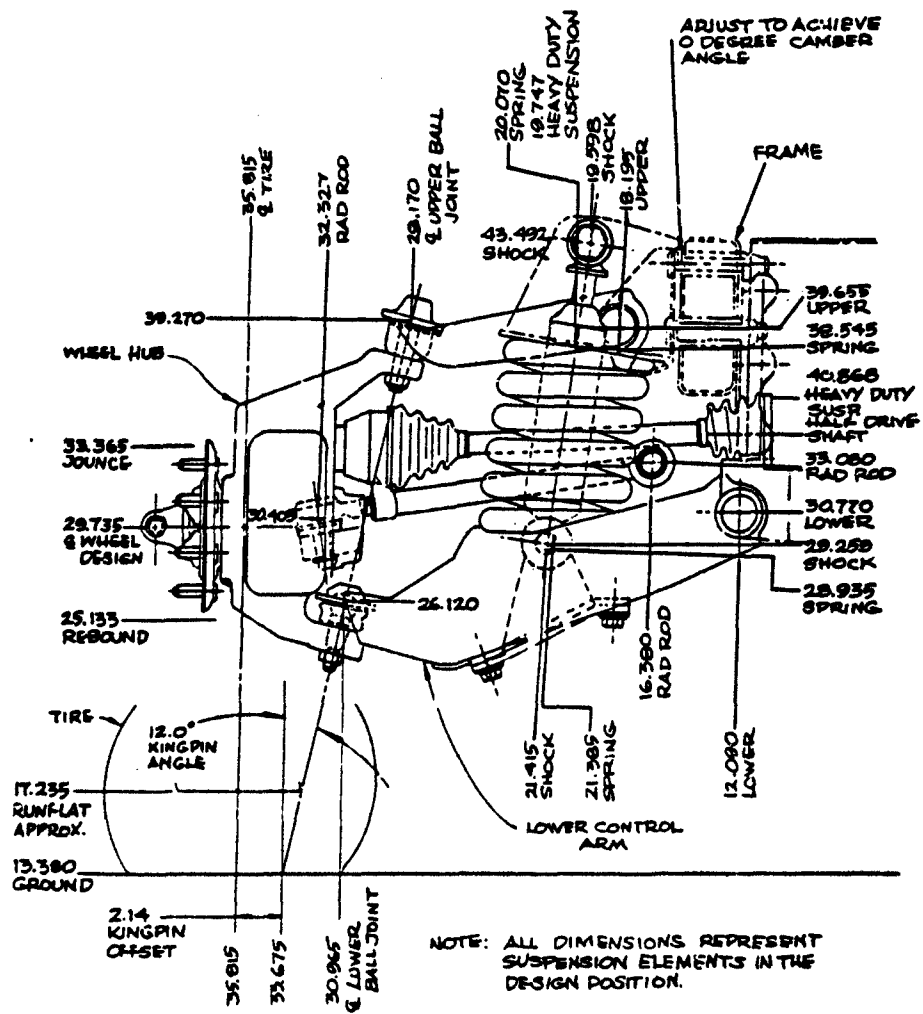 ADJUST TO ACHIEVE
0 DEGREE CAMBER
ANGLE
FRAME
20.070
SPRING
19.747
HEAVY DUTY
SUSPENSION
19.598
SHOCK
18.195
UPPER
35.815
℄ TIRE
32.327
RAD ROD
28.170
℄ UPPER BALL
JOINT
43.492
SHOCK
39.270
WHEEL HUB
39.655
UPPER
38.545
SPRING
40.868
HEAVY DUTY
SUSP.
HALF DRIVE
SHAFT
33.080
RAD ROD
30.770
LOWER
29.258
SHOCK
28.935
SPRING
33.365
JOUNCE
29.735
℄ WHEEL
DESIGN
30.405
25.133
REBOUND
26.120
16.380
RAD ROD
21.415
SHOCK
21.385
SPRING
12.090
LOWER
TIRE
12.0°
KINGPIN
ANGLE
17.235
RUNFLAT
APPROX.
13.380
GROUND
LOWER CONTROL
ARM
2.14
KINGPIN
OFFSET
35.815
33.675
30.965
℄ LOWER
BALL JOINT
NOTE: ALL DIMENSIONS REPRESENT
SUSPENSION ELEMENTS IN THE
DESIGN POSITION.